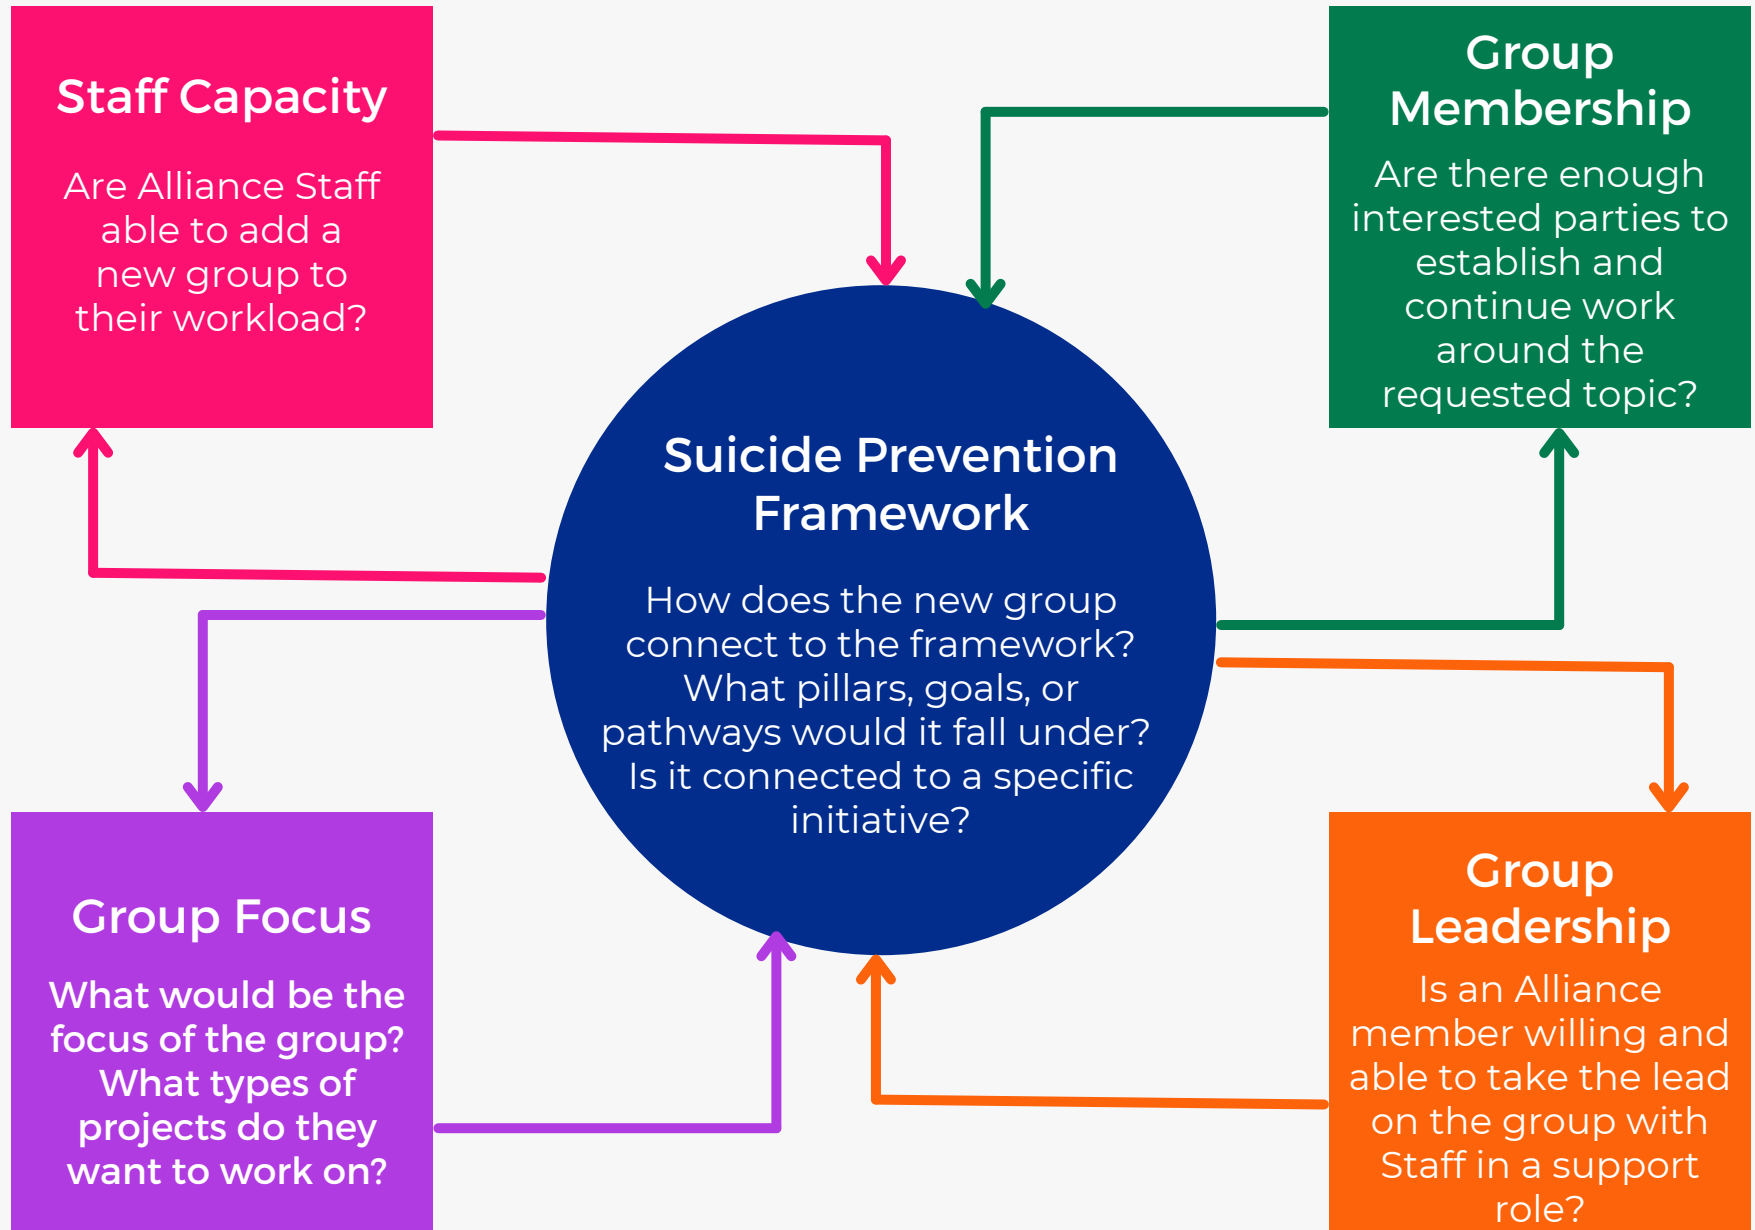 Staff Capacity
Are Alliance Staff
able to add a
new group to
their workload?
Group
Membership
Are there enough
interested parties to
establish and
continue work
around the
requested topic?
Suicide Prevention
Framework
How does the new group
connect to the framework?
What pillars, goals, or
pathways would it fall under?
Is it connected to a specific
initiative?
Group Focus
What would be the
focus of the group?
What types of
projects do they
want to work on?
Group
Leadership
Is an Alliance
member willing and
able to take the lead
on the group with
Staff in a support
role?